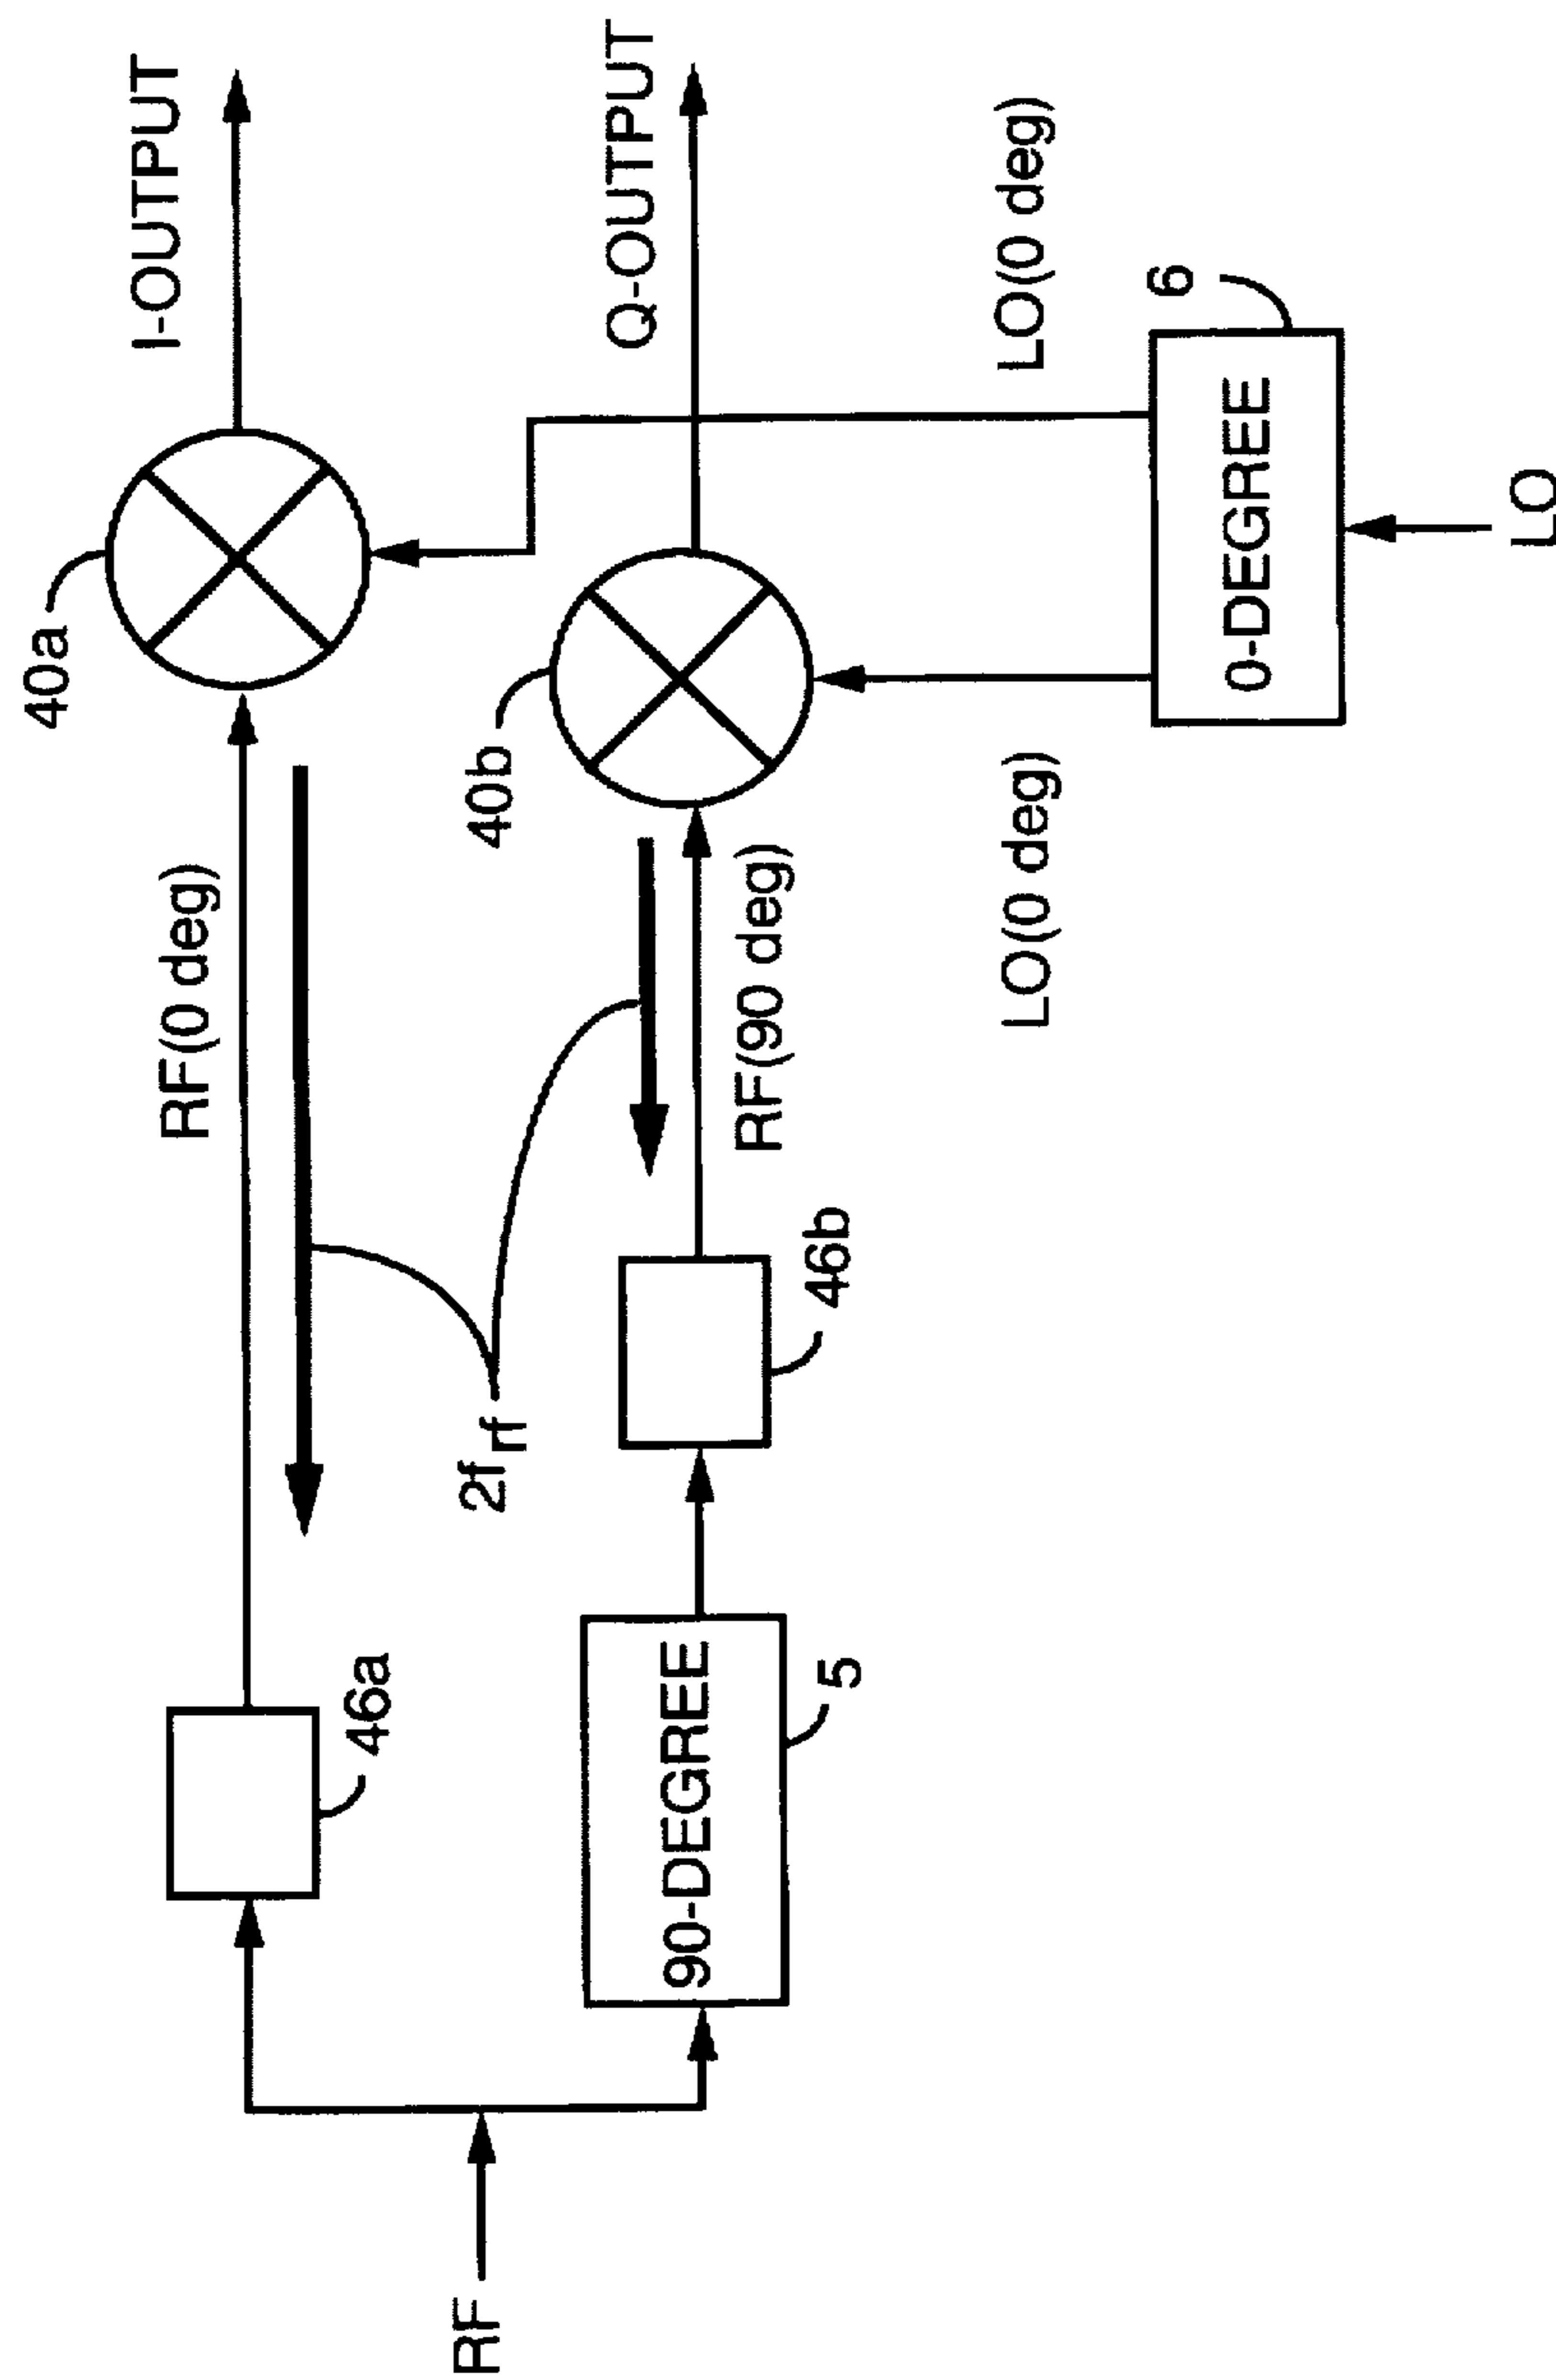 I-OUTPUT
40a
RF(0 deg)
46a
Q-OUTPUT
40b
2f rf
RF
RF(90 deg)
46b
90-DEGREE
5
LO(0 deg)
LO(0 deg)
6
0-DEGREE
LO